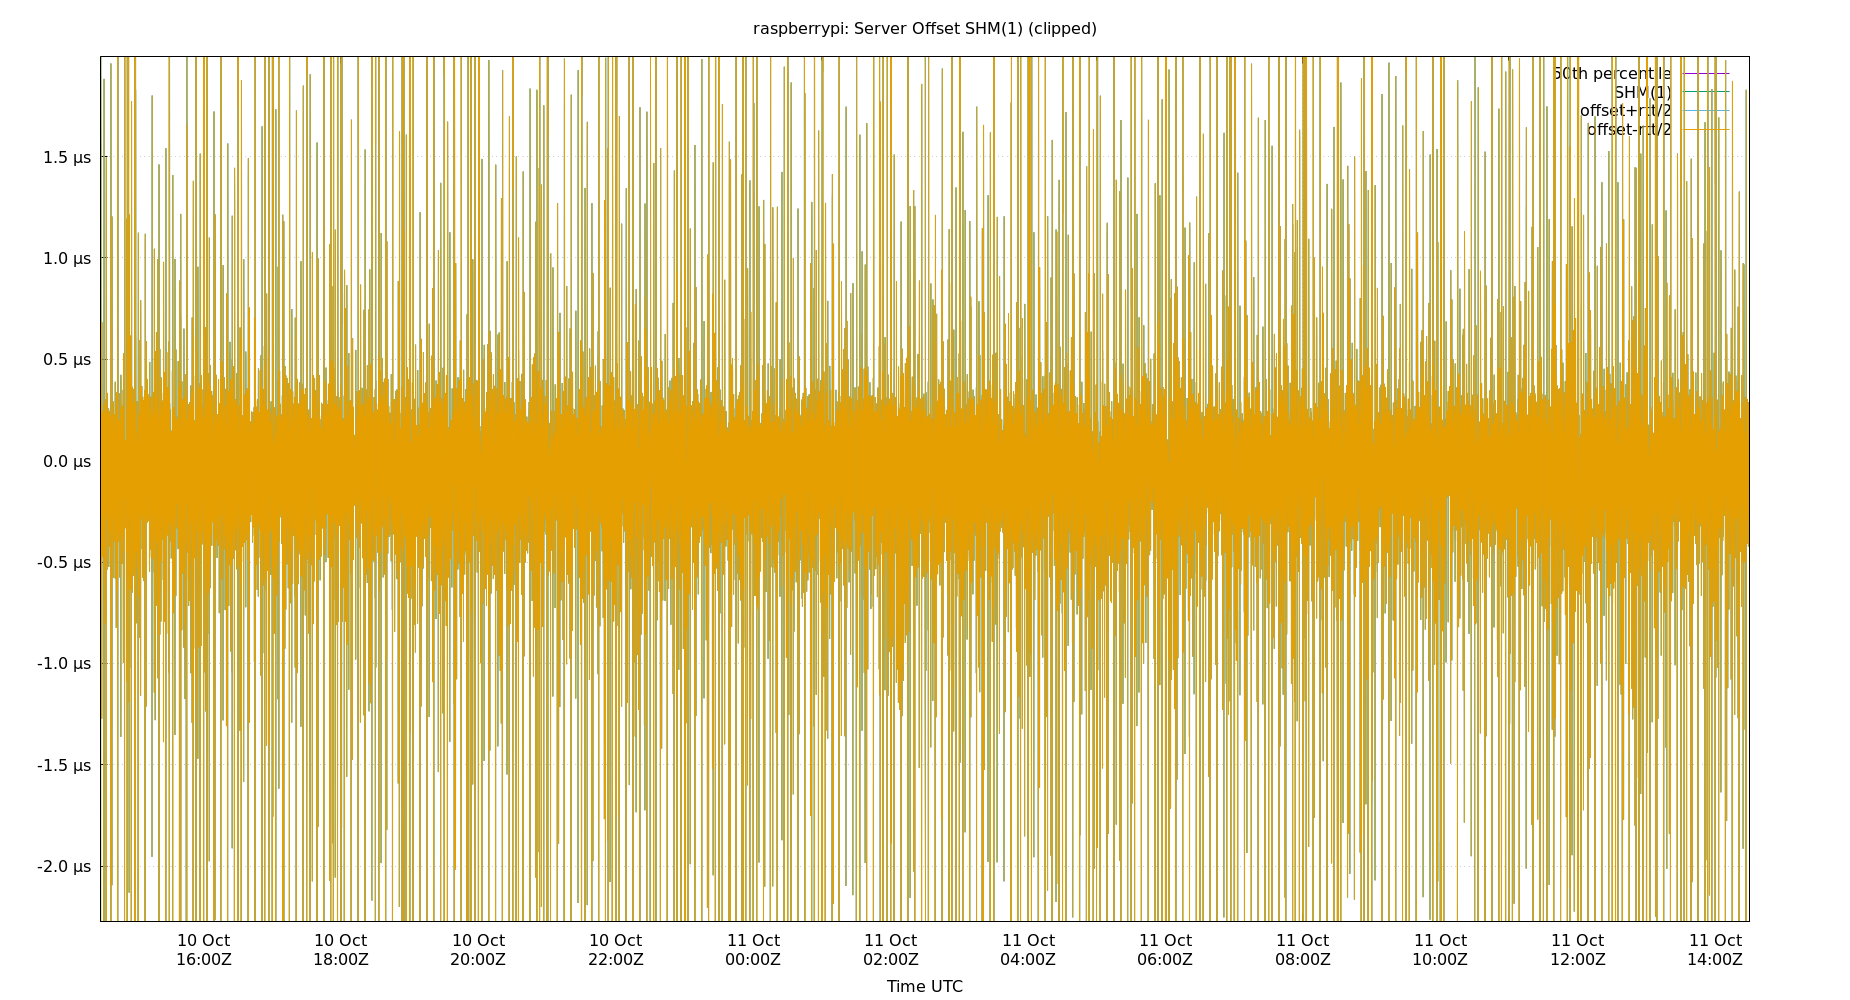 raspberrypi: Server Offset SHM(1) (clipped)
50th percentile
SHM(1)
offset+rtt/2
offset-rtt/2
1.5 µs
1.0 µs
0.5 µs
0.0 µs
-0.5 µs
-1.0 µs
-1.5 µs
-2.0 µs
10 Oct 10 Oct 10 Oct 10 Oct 11 Oct 11 Oct 11 Oct 11 Oct 11 Oct 11 Oct 11 Oct 11 Oct
16:00Z 18:00Z 20:00Z 22:00Z 00:00Z 02:00Z 04:00Z 06:00Z 08:00Z 10:00Z 12:00Z 14:00Z
Time UTC